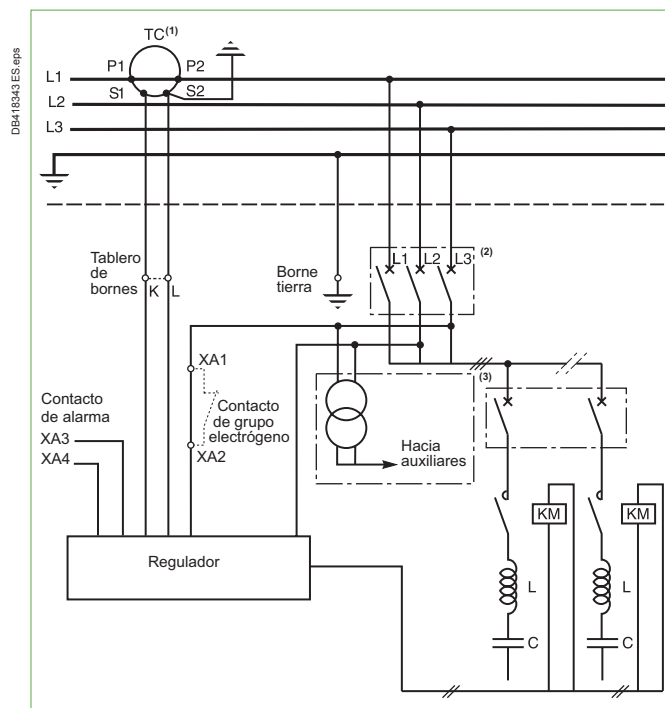 DB418343 ES.eps
TC(1)
P1
P2
L1
S1
S2
L2
L3
Tablero
de
bornes
K
L
Borne
tierra
L1
L2
L3
(2)
XA1
(3)
Contacto
de alarma
XA3
XA4
Contacto
de grupo
electrógeno
XA2
Hacia
auxiliares
KM
KM
Regulador
L
L
C
C